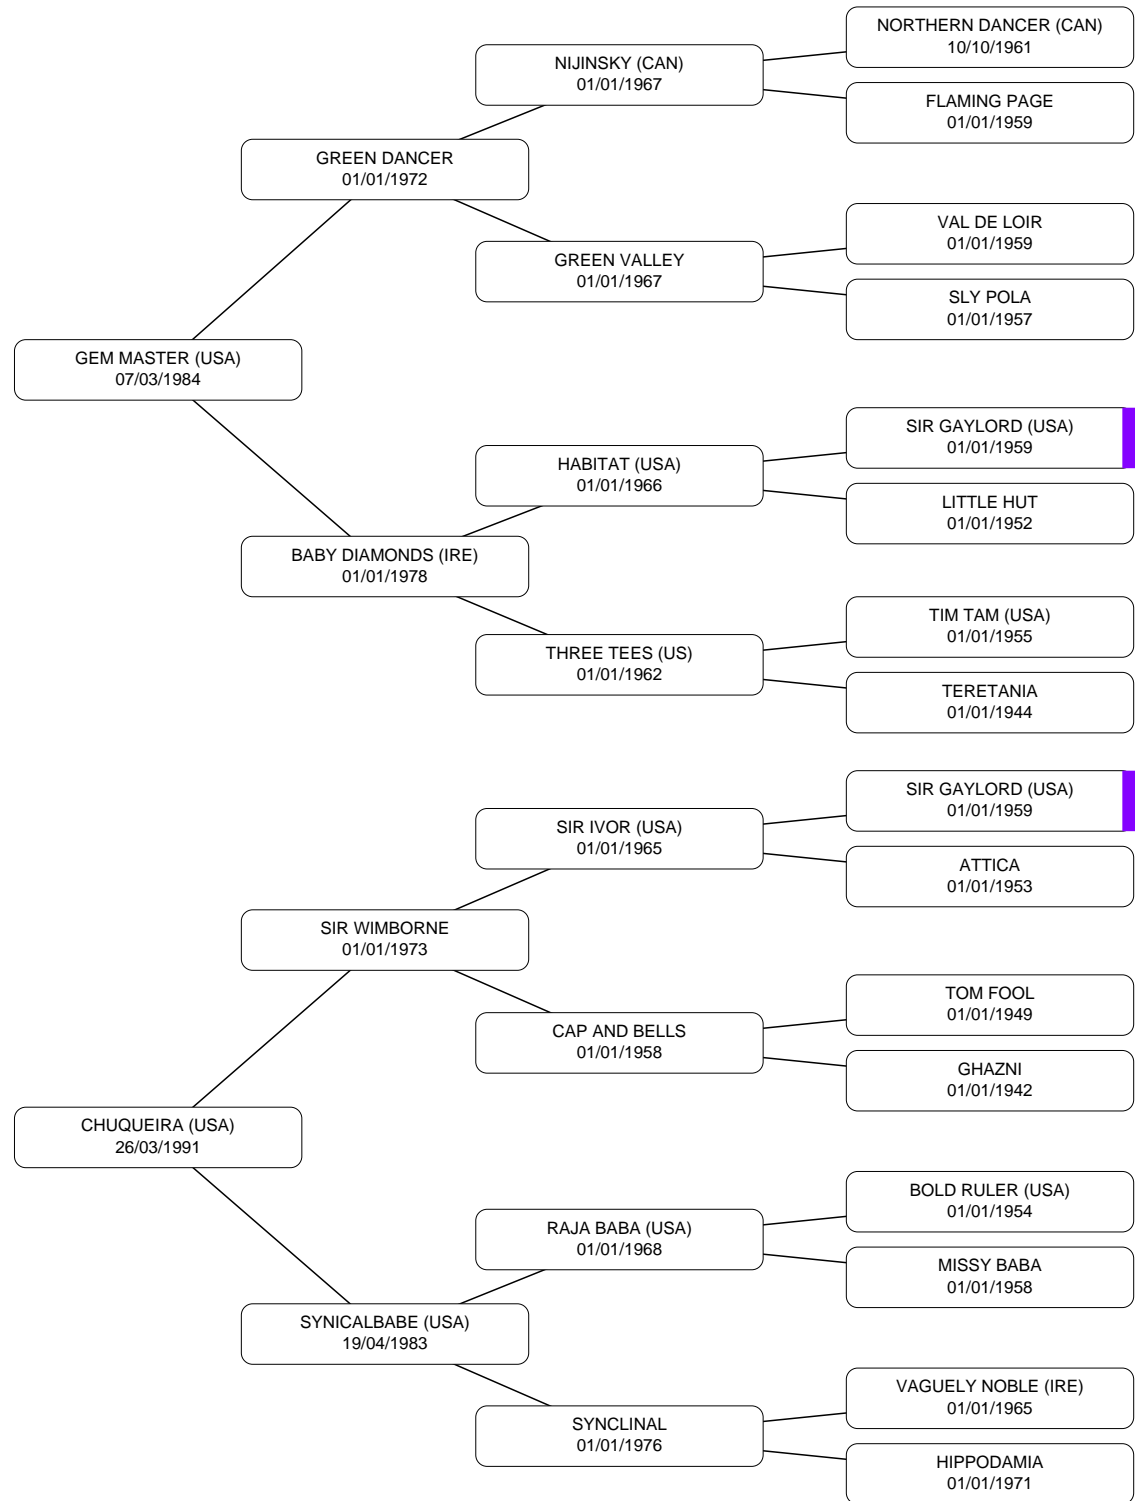 NORTHERN DANCER (CAN)
10/10/1961
NIJINSKY (CAN)
01/01/1967
FLAMING PAGE
01/01/1959
GREEN DANCER
01/01/1972
VAL DE LOIR
01/01/1959
GREEN VALLEY
01/01/1967
SLY POLA
01/01/1957
GEM MASTER (USA)
07/03/1984
SIR GAYLORD (USA)
01/01/1959
HABITAT (USA)
01/01/1966
LITTLE HUT
01/01/1952
BABY DIAMONDS (IRE)
01/01/1978
TIM TAM (USA)
01/01/1955
THREE TEES (US)
01/01/1962
TERETANIA
01/01/1944
SIR GAYLORD (USA)
01/01/1959
SIR IVOR (USA)
01/01/1965
ATTICA
01/01/1953
SIR WIMBORNE
01/01/1973
TOM FOOL
01/01/1949
CAP AND BELLS
01/01/1958
GHAZNI
01/01/1942
CHUQUEIRA (USA)
26/03/1991
BOLD RULER (USA)
01/01/1954
RAJA BABA (USA)
01/01/1968
MISSY BABA
01/01/1958
SYNICALBABE (USA)
19/04/1983
VAGUELY NOBLE (IRE)
01/01/1965
SYNCLINAL
01/01/1976
HIPPODAMIA
01/01/1971